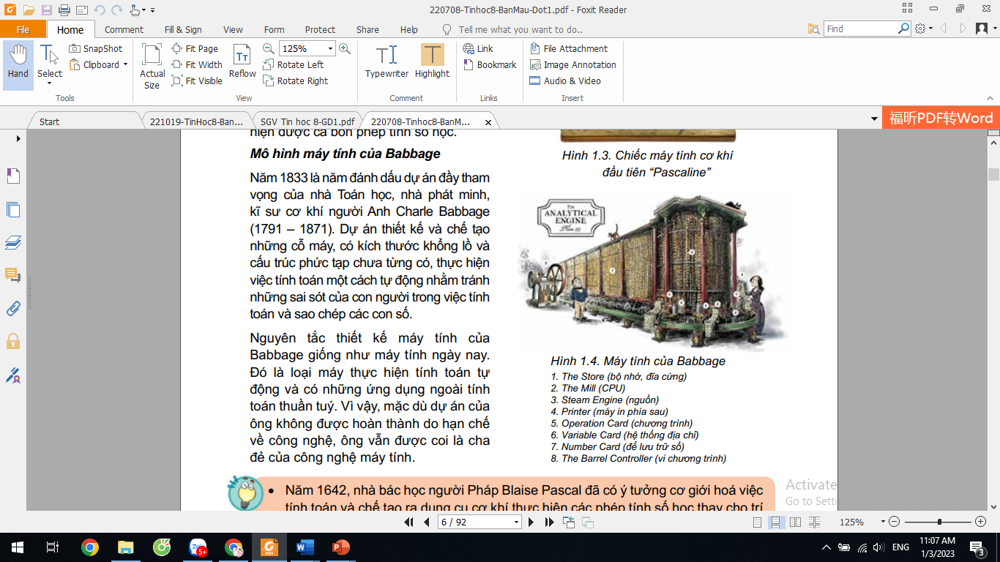 220708-Tinhoc8-BanMau-Dot1.pdf - Foxit Reader
File
Home
Comment
Fill & Sign
View
Form
Protect
Share
Help
Tell me what you want to do..
Find
Hand
Select
SnapShot
Clipboard
Tools
Actual
Size
Fit Page
Fit Width
Fit Visible
Reflow
125%
Rotate Left
Rotate Right
View
Typewriter
Highlight
Comment
Link
Bookmark
Links
File Attachment
Image Annotation
Audio & Video
Insert
Start
221019-TinHoc8-Ban...
SGV Tin hoc 8-GD1.pdf
220708-Tinhoc8-BanM...
福昕PDF转Word
hiện được cả bốn phép tính số học.
Mô hình máy tính của Babbage
Năm 1833 là năm đánh dấu dự án đầy tham
vọng của nhà Toán học, nhà phát minh,
kĩ sư cơ khí người Anh Charle Babbage
(1791 – 1871). Dự án thiết kế và chế tạo
những cỗ máy, có kích thước khổng lồ và
cấu trúc phức tạp chưa từng có, thực hiện
việc tính toán một cách tự động nhằm tránh
những sai sót của con người trong việc tính
toán và sao chép các con số.
Nguyên tắc thiết kế máy tính của
Babbage giống như máy tính ngày nay.
Đó là loại máy thực hiện tính toán tự
động và có những ứng dụng ngoài tính
toán thuần tuý. Vì vậy, mặc dù dự án của
ông không được hoàn thành do hạn chế
về công nghệ, ông vẫn được coi là cha
đẻ của công nghệ máy tính.
Hình 1.3. Chiếc máy tính cơ khí
đầu tiên “Pascaline”
The
ANALYTICAL
ENGINE
Hình 1.4. Máy tính của Babbage
1. The Store (bộ nhớ, đĩa cứng)
2. The Mill (CPU)
3. Steam Engine (nguồn)
4. Printer (máy in phía sau)
5. Operation Card (chương trình)
6. Variable Card (hệ thống địa chỉ)
7. Number Card (để lưu trữ số)
8. The Barrel Controller (vi chương trình)
• Năm 1642, nhà bác học người Pháp Blaise Pascal đã có ý tưởng cơ giới hoá việc
tính toán và chế tạo ra dụng cụ cơ khí thực hiện các phép tính số học thay cho trí
Activate Windows
Go to Setti
6 / 92
125%
ENG
11:07 AM
1/3/2023
5+
3